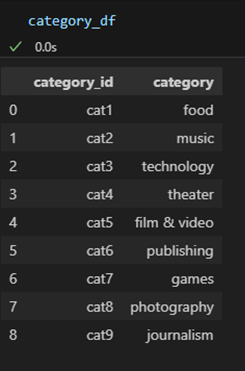 category_df
0.0s
category_id category
0 cat1 food
1 cat2 music
2 cat3 technology
3 cat4 theater
4 cat5 film & video
5 cat6 publishing
6 cat7 games
7 cat8 photography
8 cat9 journalism